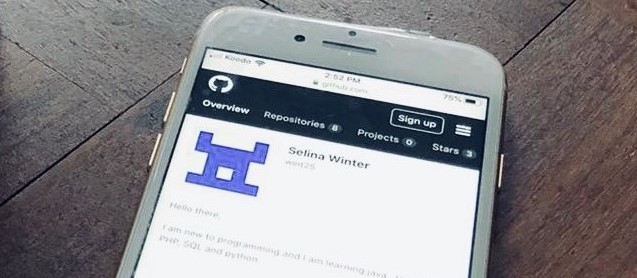 Koodo
2:52 PM
75%
github.com
Overview
Repositories 8
Projects 0
Stars 3
Sign up
Selina Winter
wint25
Hello there,
I am new to programming and I am learning java,
PHP, SQL and python